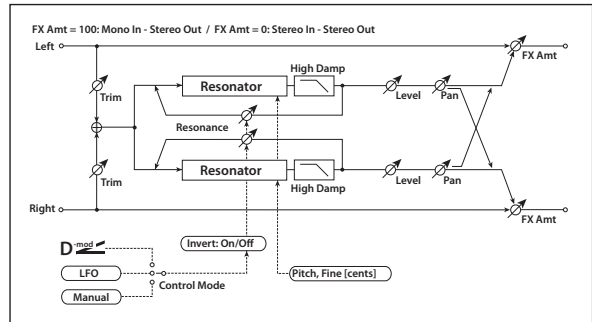 FX Amt = 100: Mono In - Stereo Out / FX Amt = 0: Stereo In - Stereo Out
Left
FX Amt
High Damp
Resonator
Trim
Level
Pan
Resonance
Resonator
High Damp
Level
Pan
Trim
Right
FX Amt
D-mod
Invert: On/Off
LFO
Pitch, Fine [cents]
Control Mode
Manual